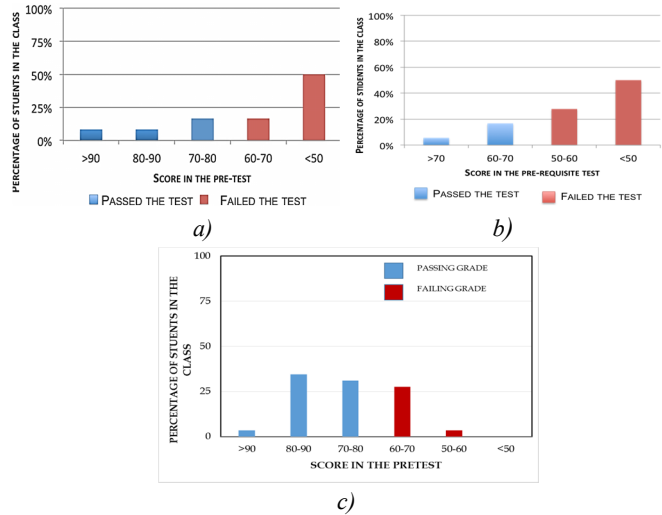 100%
75%
50%
25%
0%
PERCENTAGE OF STUENTS IN THE CLASS
>90 80-90 70-80 60-70 <50
SCORE IN THE PRE-TEST
PASSED THE TEST FAILED THE TEST
a)
100%
80%
60%
40%
20%
0%
PERCENTAGE OF STIDENTS IN THE CLASS
>70 60-70 50-60 <50
SCORE IN THE PRE-REQUISITE TEST
PASSED THE TEST FAILED THE TEST
b)
100
75
50
25
0
PERCENTAGE OF STUENTS IN THE
CLASS
PASSING GRADE
FAILING GRADE
>90 80-90 70-80 60-70 50-60 <50
SCORE IN THE PRETEST
c)